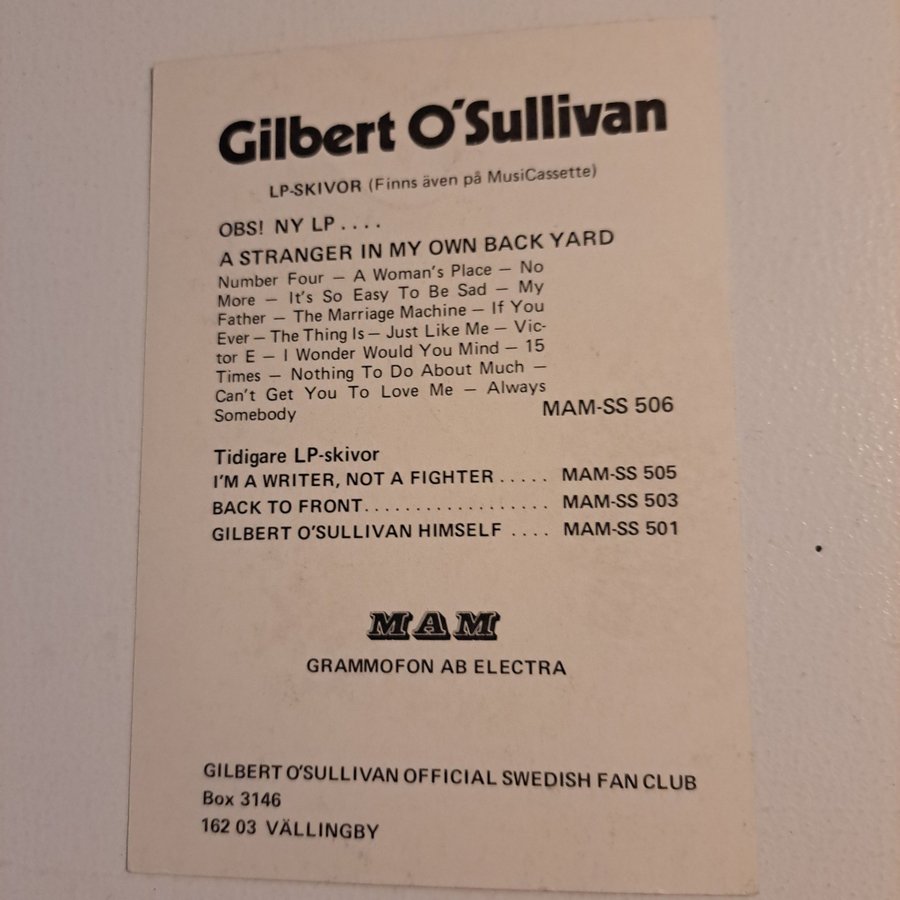 Gilbert O'Sullivan
LP-SKIVOR (Finns även på MusiCassette)
OBS! NY LP....
A STRANGER IN MY OWN BACK YARD
Number Four – A Woman's Place – No
More – It's So Easy To Be Sad – My
Father – The Marriage Machine – If You
Ever – The Thing Is – Just Like Me – Vic-
tor E – I Wonder Would You Mind – 15
Times – Nothing To Do About Much –
Can't Get You To Love Me – Always
Somebody MAM-SS 506
Tidigare LP-skivor
I'M A WRITER, NOT A FIGHTER ..... MAM-SS 505
BACK TO FRONT.................. MAM-SS 503
GILBERT O'SULLIVAN HIMSELF .... MAM-SS 501
MAM
GRAMMOFON AB ELECTRA
GILBERT O'SULLIVAN OFFICIAL SWEDISH FAN CLUB
Box 3146
162 03 VÄLLINGBY